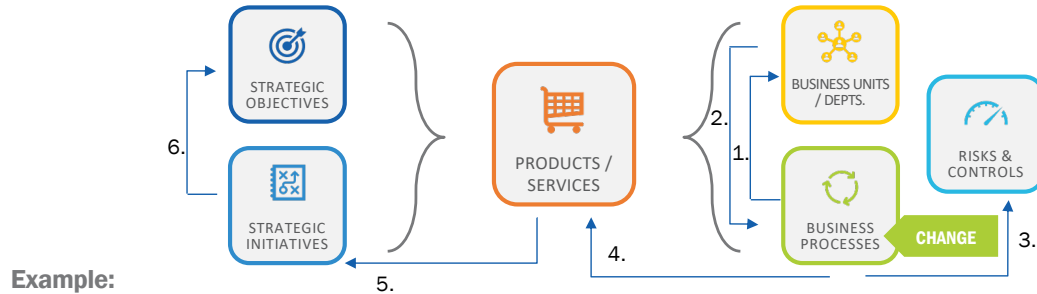 STRATEGIC
OBJECTIVES
6.
STRATEGIC
INITIATIVES
5.
PRODUCTS /
SERVICES
4.
BUSINESS UNITS
/ DEPTS.
2.
1.
BUSINESS
PROCESSES
CHANGE
RISKS &
CONTROLS
3.
Example: